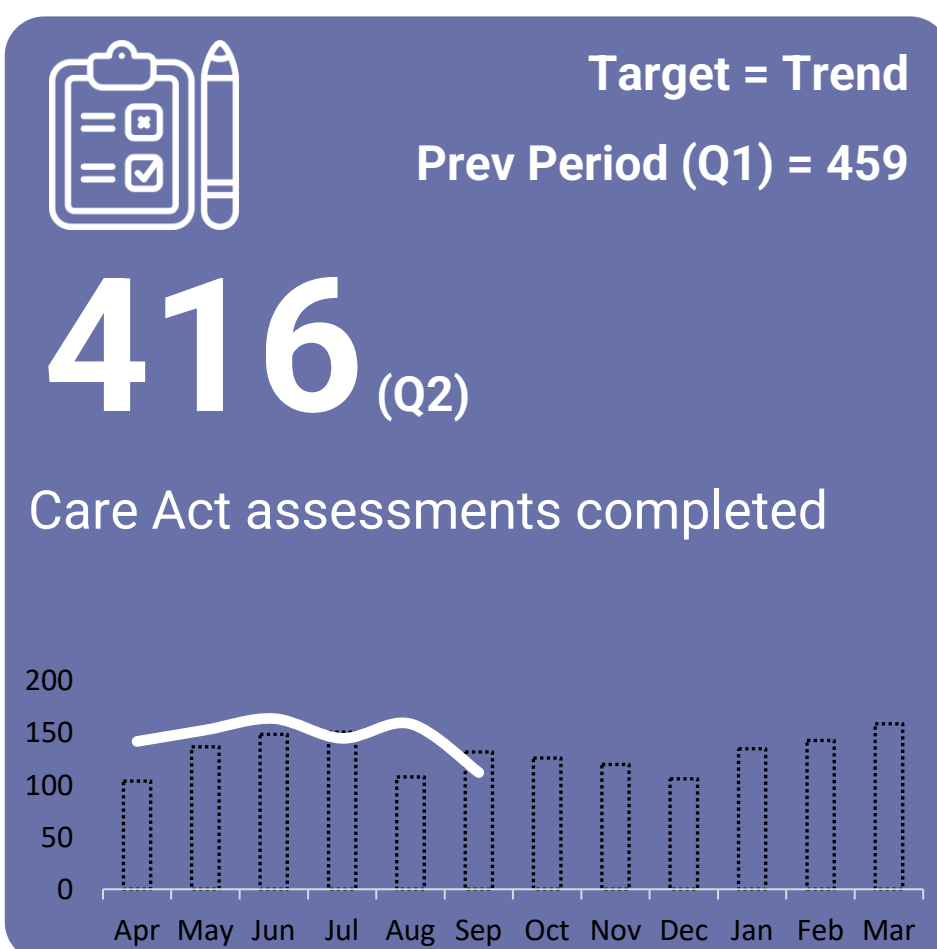 Target = Trend
Prev Period (Q1) = 459
416 (Q2)
Care Act assessments completed
200
150
100
50
0
Apr May Jun Jul Aug Sep Oct Nov Dec Jan Feb Mar